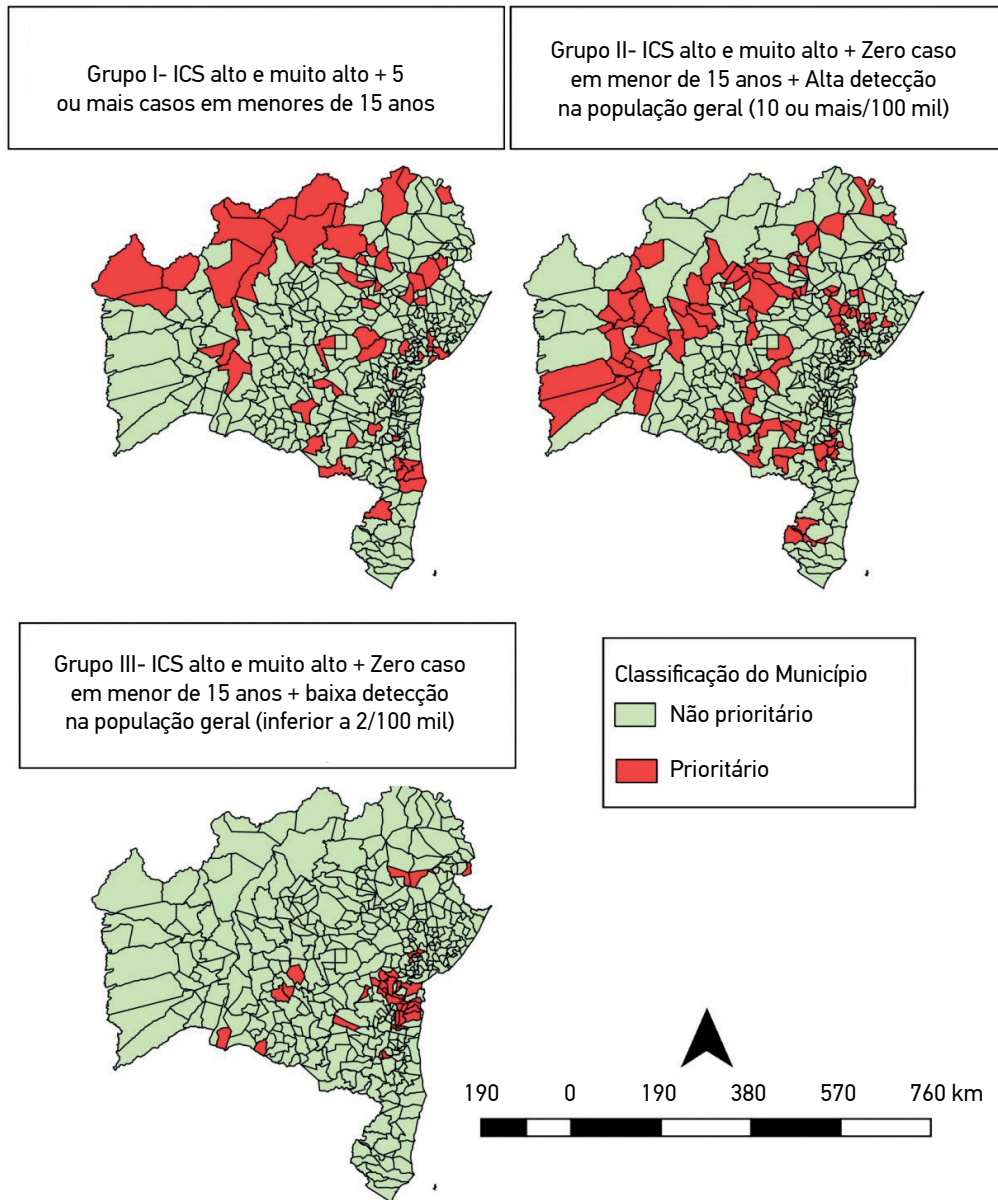 Grupo I- ICS alto e muito alto + 5
ou mais casos em menores de 15 anos
Grupo II- ICS alto e muito alto + Zero caso
em menor de 15 anos + Alta detecção
na população geral (10 ou mais/100 mil)
Grupo III- ICS alto e muito alto + Zero caso
em menor de 15 anos + baixa detecção
na população geral (inferior a 2/100 mil)
Classificação do Município
Não prioritário
Prioritário
190 0 190 380 570 760 km